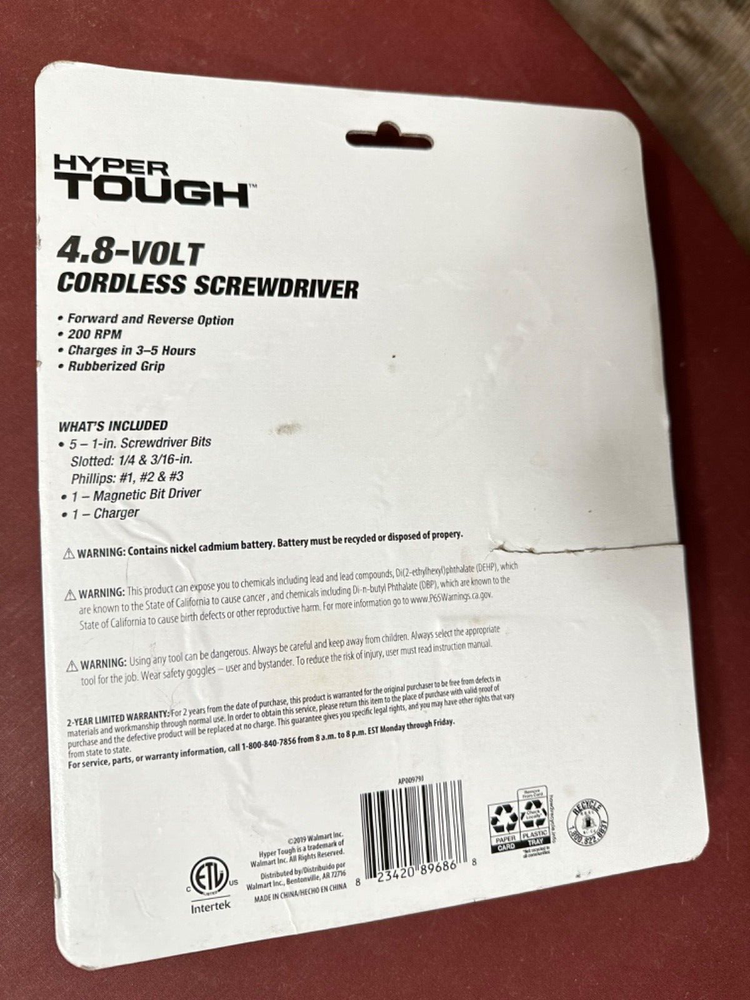 HYPER
TOUGH™
4.8-VOLT
CORDLESS SCREWDRIVER
• Forward and Reverse Option
• 200 RPM
• Charges in 3–5 Hours
• Rubberized Grip
WHAT'S INCLUDED
• 5 – 1-in. Screwdriver Bits
Slotted: 1/4 & 3/16-in.
Phillips: #1, #2 & #3
• 1 – Magnetic Bit Driver
• 1 – Charger
⚠ WARNING: Contains nickel cadmium battery. Battery must be recycled or disposed of propery.
⚠ WARNING: This product can expose you to chemicals including lead and lead compounds, Di(2-ethylhexyl)phthalate (DEHP), which
are known to the State of California to cause cancer, and chemicals including Di-n-butyl Phthalate (DBP), which are known to the
State of California to cause birth defects or other reproductive harm. For more information go to www.P65Warnings.ca.gov.
⚠ WARNING: Using any tool can be dangerous. Always be careful and keep away from children. Always select the appropriate
tool for the job. Wear safety goggles – user and bystander. To reduce the risk of injury, user must read instruction manual.
2-YEAR LIMITED WARRANTY: For 2 years from the date of purchase, this product is warranted for the original purchaser to be free from defects in
materials and workmanship through normal use. In order to obtain this service, please return this item to the place of purchase with valid proof of
purchase and the defective product will be replaced at no charge. This guarantee gives you specific legal rights, and you may have other rights that vary
from state to state.
For service, parts, or warranty information, call 1-800-840-7856 from 8 a.m. to 8 p.m. EST Monday through Friday.
AP009793
©2019 Walmart Inc.
Hyper Tough is a trademark of
Walmart Inc. All Rights Reserved.
Distributed by/Distribuido por
Walmart Inc., Bentonville, AR 72716
MADE IN CHINA/HECHO EN CHINA
C ETL US
Intertek
8 23420 89686 8
Remove
From Card
Check
Locally*
PAPER PLASTIC
CARD TRAY
RECYCLE
1.800.822.8837